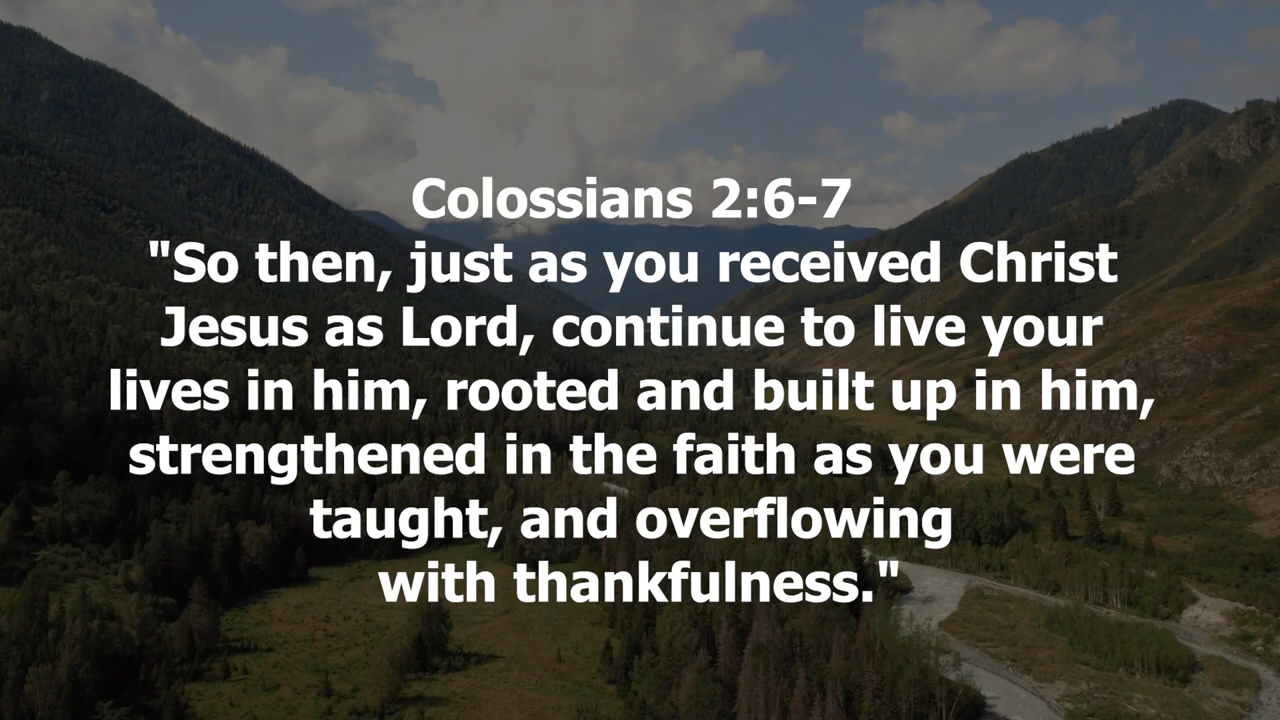 Colossians 2:6-7
"So then, just as you received Christ
Jesus as Lord, continue to live your
lives in him, rooted and built up in him,
strengthened in the faith as you were
taught, and overflowing
with thankfulness."